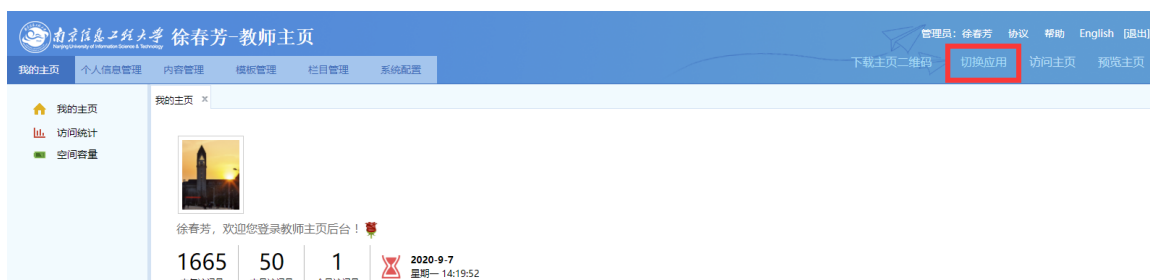 南京信息工程大学 徐春芳-教师主页
Nanjing University of Information Science & Technology
管理员：徐春芳 协议 帮助 English [退出]
我的主页 个人信息管理 内容管理 模板管理 栏目管理 系统配置
下载主页二维码 切换应用 访问主页 预览主页
我的主页 ×
我的主页
访问统计
空间容量
徐春芳，欢迎您登录教师主页后台！
1665 50 1
2020-9-7
星期一 14:19:52